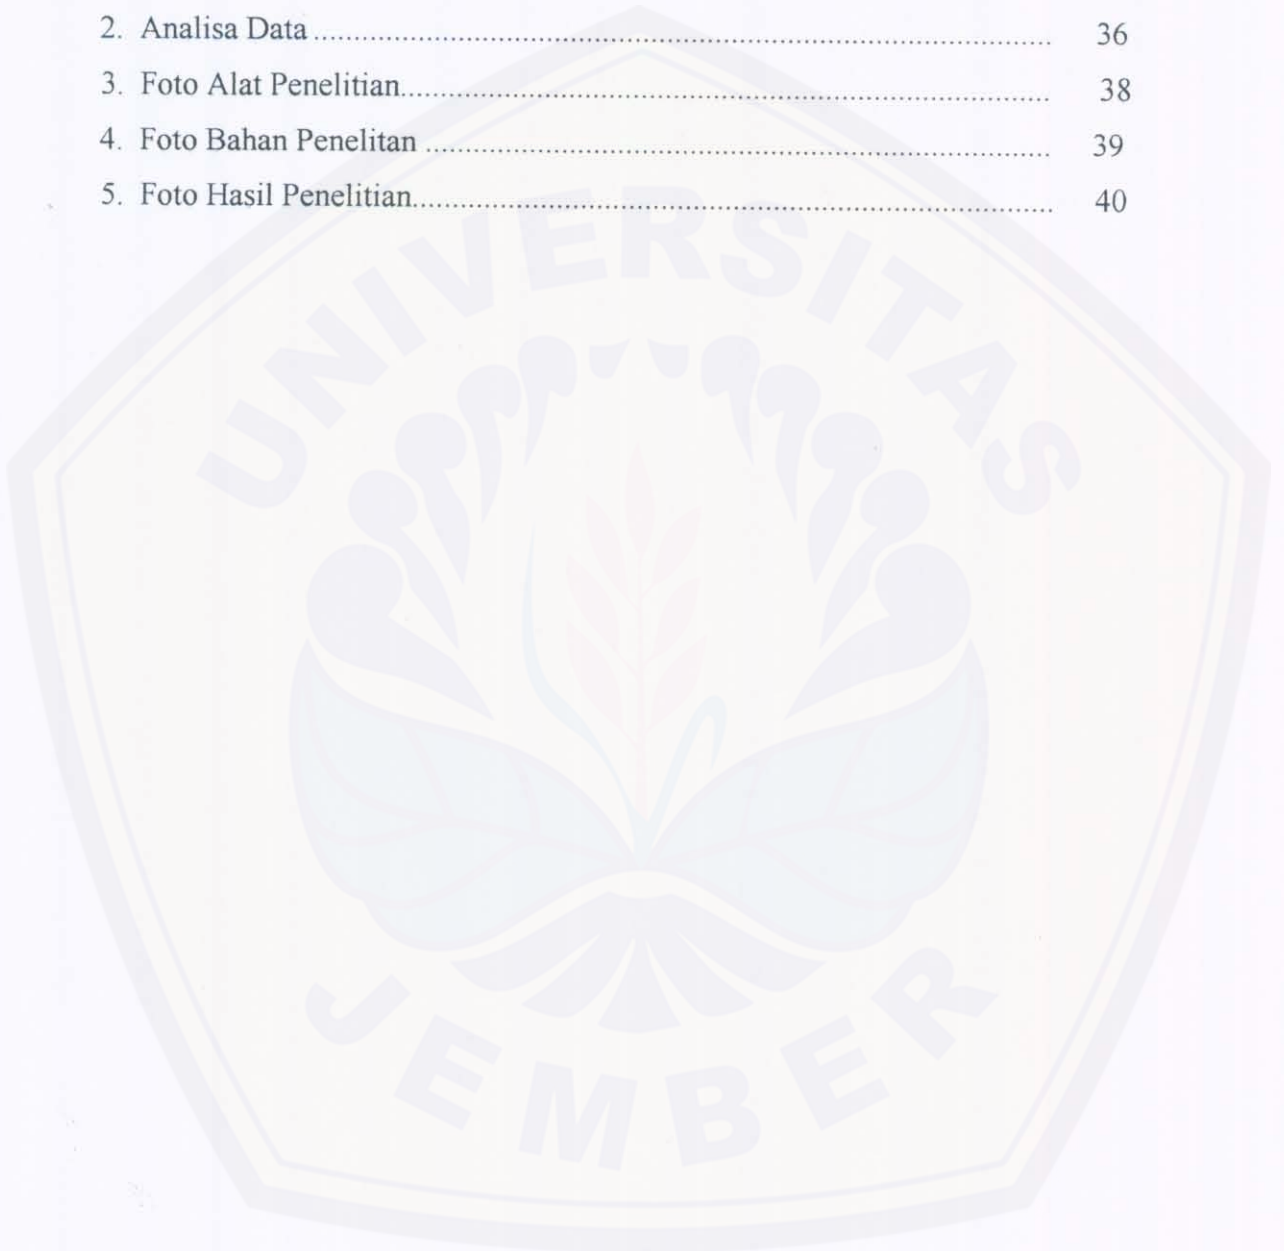 2. Analisa Data ........................................................................................... 36
3. Foto Alat Penelitian................................................................................ 38
4. Foto Bahan Penelitan ............................................................................. 39
5. Foto Hasil Penelitian............................................................................... 40
UNIVERSITAS
JEMBER